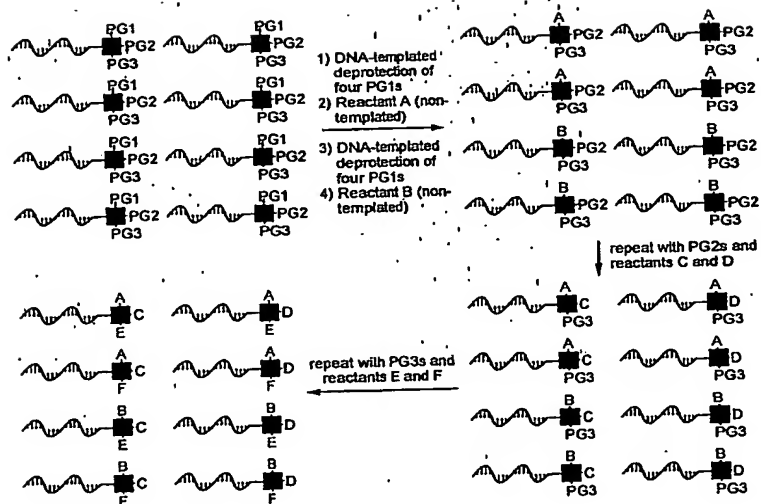 PG1 PG1
PG2 PG2
PG3 PG3
PG1 PG1
PG2 PG2
PG3 PG3
PG1 PG1
PG2 PG2
PG3 PG3
PG1 PG1
PG2 PG2
PG3 PG3
1) DNA-templated
deprotection of
four PG1s
2) Reactant A (non-
templated)
3) DNA-templated
deprotection of
four PG1s
4) Reactant B (non-
templated)
A A
PG2 PG2
PG3 PG3
A A
PG2 PG2
PG3 PG3
B B
PG2 PG2
PG3 PG3
B B
PG2 PG2
PG3 PG3
repeat with PG2s and
reactants C and D
A A
C D
PG3 PG3
A A
C D
PG3 PG3
B B
C D
PG3 PG3
B B
C D
PG3 PG3
repeat with PG3s and
reactants E and F
A A
C D
E E
A A
C D
F F
B B
C D
E E
B B
C D
F F